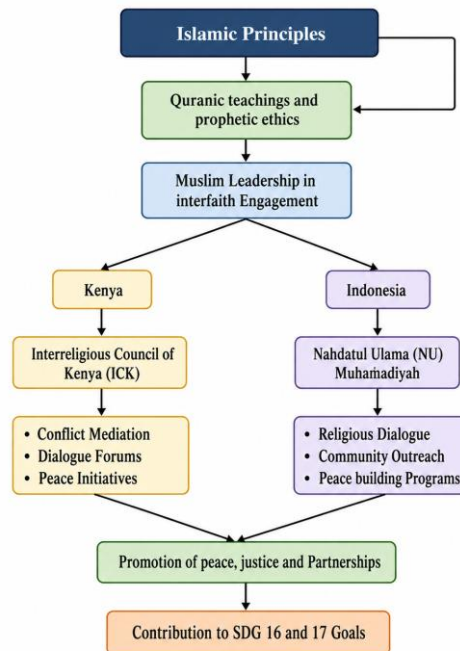 Islamic Principles
Quranic teachings and
prophetic ethics
Muslim Leadership in
interfaith Engagement
Kenya
Interreligious Council of
Kenya (ICK)
• Conflict Mediation
• Dialogue Forums
• Peace Initiatives
Indonesia
Nahdatul Ulama (NU)
Muhamadiyah
• Religious Dialogue
• Community Outreach
• Peace building Programs
Promotion of peace, justice and Partnerships
Contribution to SDG 16 and 17 Goals